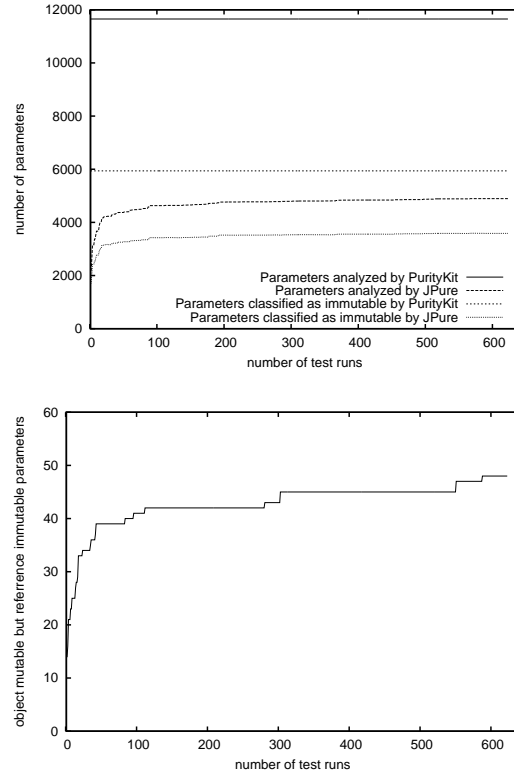 12000
10000
8000
6000
4000
2000
0
number of parameters
Parameters analyzed by PurityKit
Parameters analyzed by JPure
Parameters classified as immutable by PurityKit
Parameters classified as immutable by JPure
0 100 200 300 400 500 600
number of test runs
60
50
40
30
20
10
0
object mutable but referrence immutable parameters
0 100 200 300 400 500 600
number of test runs